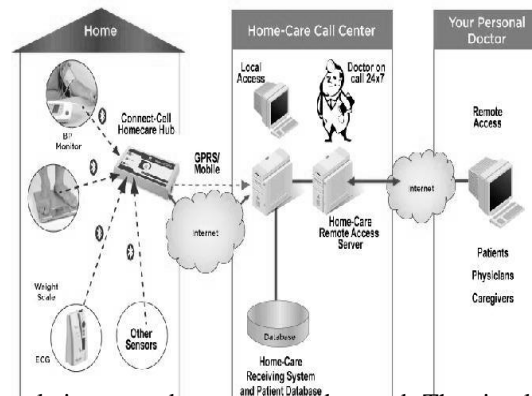 Home
Home-Care Call Center
Your Personal
Doctor
Local
Access
Doctor on
call 24x7
Connect-Call
Homecare Hub
BP
Monitor
GPRS/
Mobile
Remote
Access
Internet
Internet
Home-Care
Remote Access
Server
Weight
Scale
Patients
Physicians
Caregivers
Other
Sensors
ECG
Database
Home-Care
Receiving System
and Patient Database